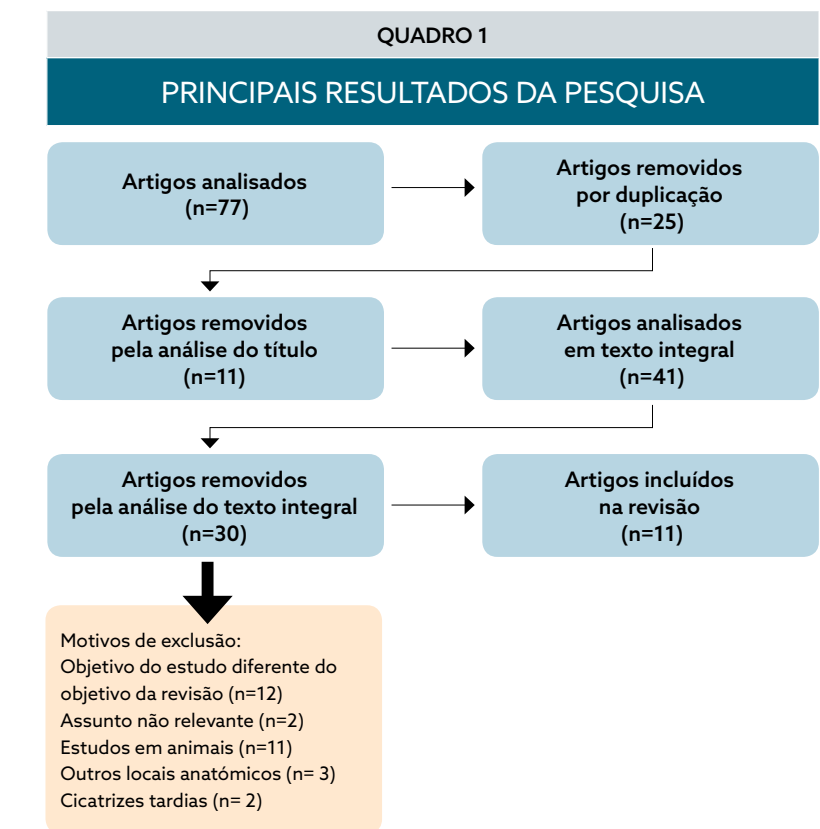 QUADRO 1
PRINCIPAIS RESULTADOS DA PESQUISA
Artigos analisados
(n=77)
Artigos removidos
por duplicação
(n=25)
Artigos removidos
pela análise do título
(n=11)
Artigos analisados
em texto integral
(n=41)
Artigos removidos
pela análise do texto integral
(n=30)
Artigos incluídos
na revisão
(n=11)
Motivos de exclusão:
Objetivo do estudo diferente do
objetivo da revisão (n=12)
Assunto não relevante (n=2)
Estudos em animais (n=11)
Outros locais anatómicos (n= 3)
Cicatrizes tardias (n= 2)